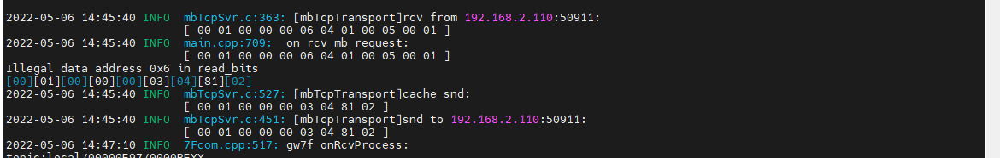 2022-05-06 14:45:40 INFO mbTcpSvr.c:363: [mbTcpTransport]rcv from 192.168.2.110:50911:
[ 00 01 00 00 00 06 04 01 00 05 00 01 ]
2022-05-06 14:45:40 INFO main.cpp:709: on rcv mb request:
[ 00 01 00 00 00 06 04 01 00 05 00 01 ]
Illegal data address 0x6 in read_bits
[00][01][00][00][00][03][04][81][02]
2022-05-06 14:45:40 INFO mbTcpSvr.c:527: [mbTcpTransport]cache snd:
[ 00 01 00 00 00 03 04 81 02 ]
2022-05-06 14:45:40 INFO mbTcpSvr.c:451: [mbTcpTransport]snd to 192.168.2.110:50911:
[ 00 01 00 00 00 03 04 81 02 ]
2022-05-06 14:47:10 INFO 7Fcom.cpp:517: gw7f onRcvProcess: